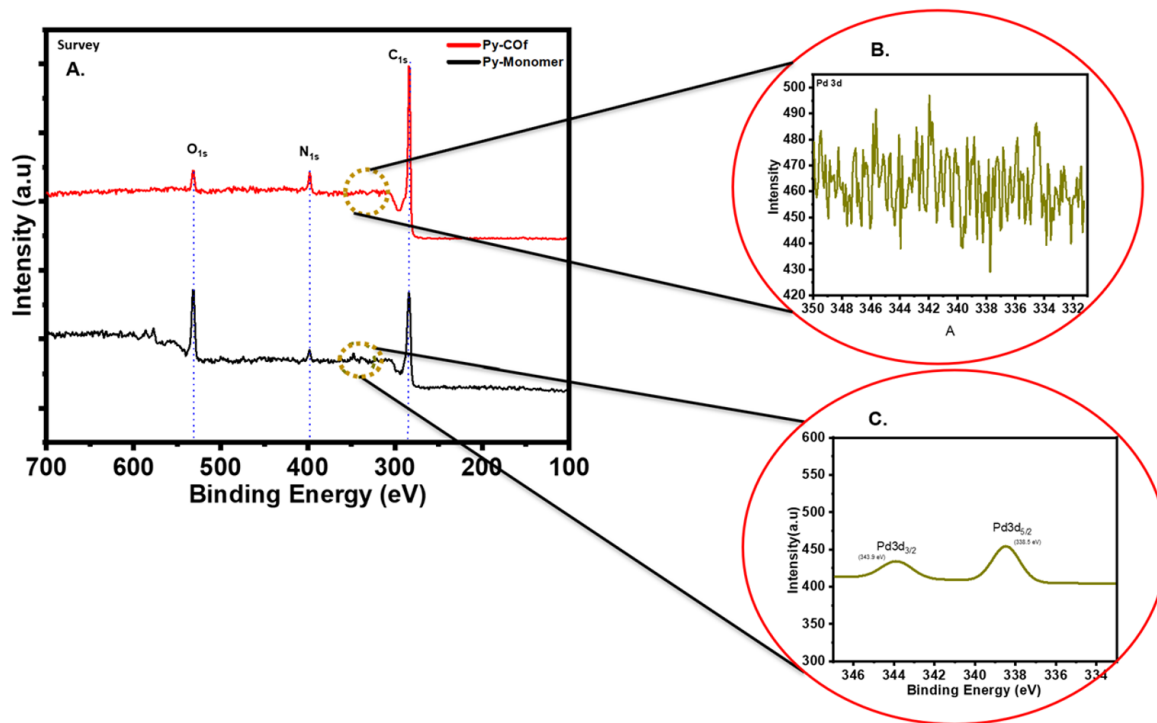 Survey
A.
Py-COf
Py-Monomer
C1s
O1s
N1s
Intensity (a.u)
700 600 500 400 300 200 100
Binding Energy (eV)
B.
Pd 3d
500
490
480
470
460
450
440
430
420
Intensity
350 348 346 344 342 340 338 336 334 332
A
C.
600
550
500
450
400
350
300
Intensity(a.u)
Pd3d5/2
(338.5 eV)
Pd3d3/2
(343.9 eV)
346 344 342 340 338 336 334
Binding Energy (eV)